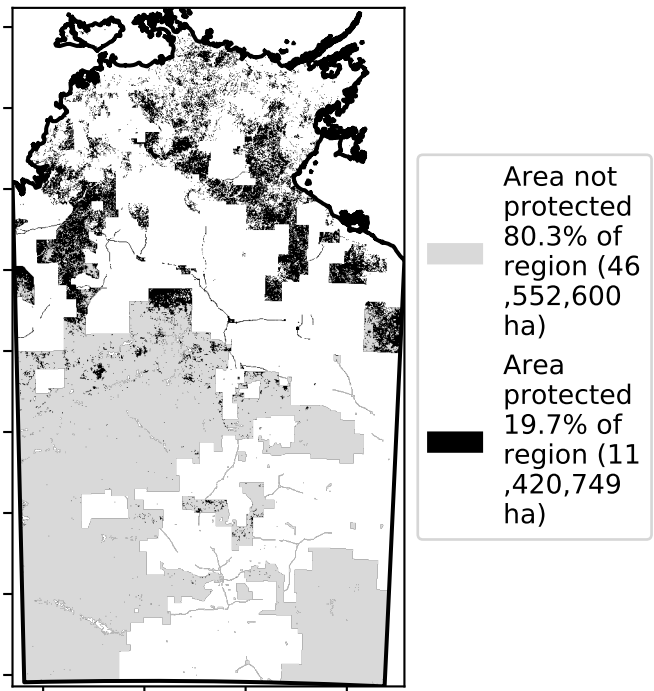 Area not
protected
80.3% of
region (46
,552,600
ha)
Area
protected
19.7% of
region (11
,420,749
ha)